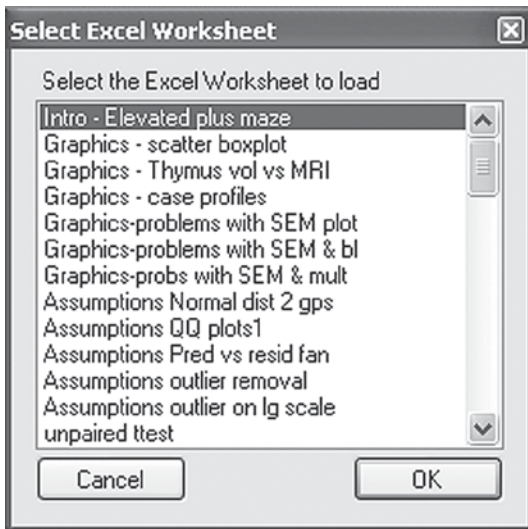 Select Excel Worksheet
Select the Excel Worksheet to load
Intro - Elevated plus maze
Graphics - scatter boxplot
Graphics - Thymus vol vs MRI
Graphics - case profiles
Graphics-problems with SEM plot
Graphics-problems with SEM & bl
Graphics-probs with SEM & mult
Assumptions Normal dist 2 gps
Assumptions QQ plots1
Assumptions Pred vs resid fan
Assumptions outlier removal
Assumptions outlier on lg scale
unpaired ttest
Cancel
OK